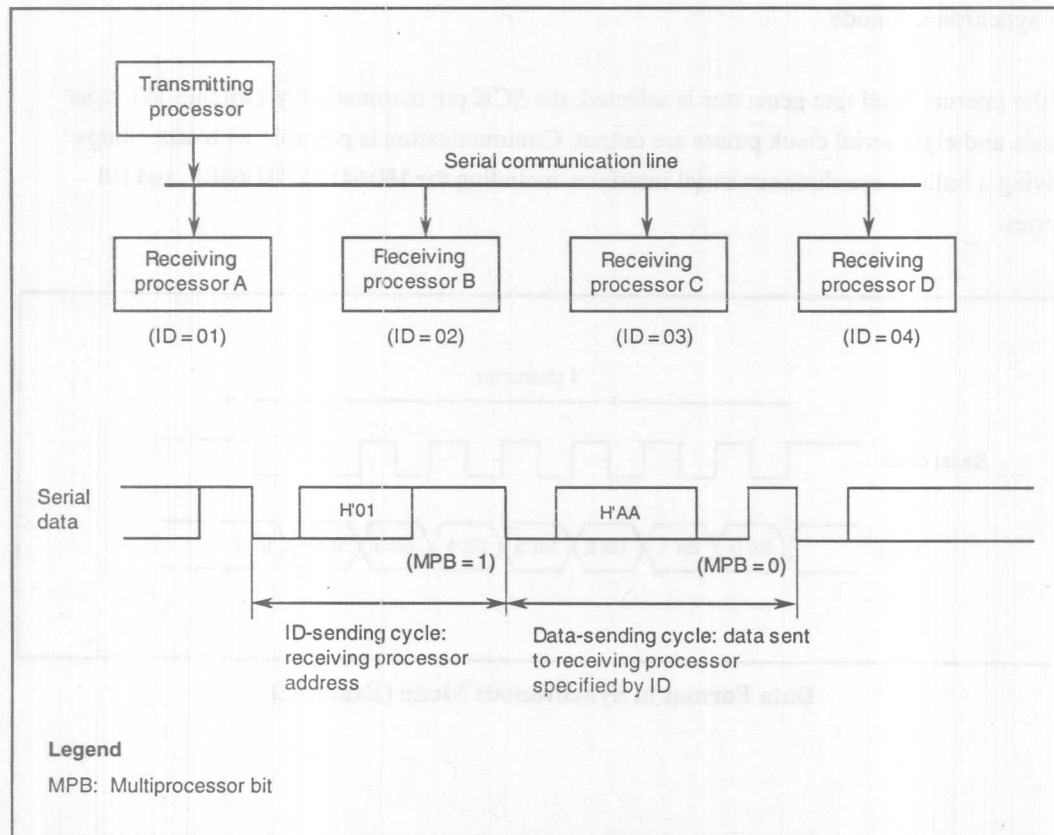 Transmitting
processor
Serial communication line
Receiving
processor A
Receiving
processor B
Receiving
processor C
Receiving
processor D
(ID = 01)
(ID = 02)
(ID = 03)
(ID = 04)
Serial
data
H'01
H'AA
(MPB = 1)
(MPB = 0)
ID-sending cycle:
receiving processor
address
Data-sending cycle: data sent
to receiving processor
specified by ID
Legend
MPB: Multiprocessor bit